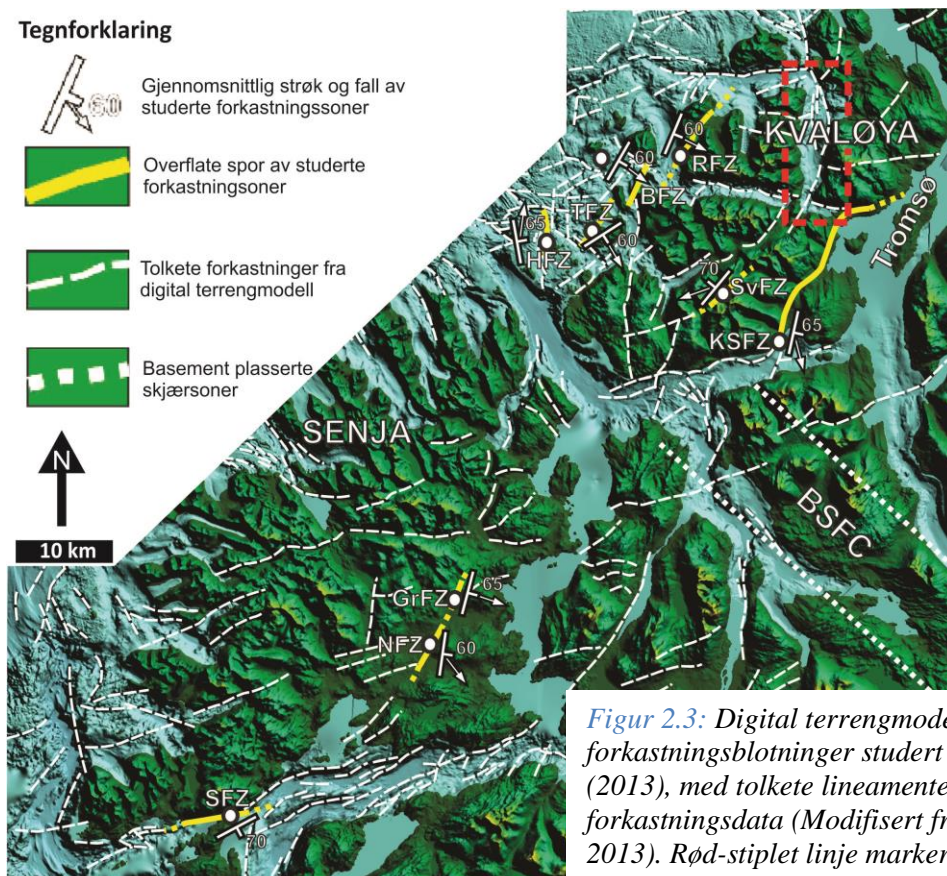 Tegnforklaring
60
Gjennomsnittlig strøk og fall av
studerte forkastningssoner
Overflate spor av studerte
forkastningsoner
Tolkete forkastninger fra
digital terrengmodell
Basement plasserte
skjærsoner
N
10 km
KVALØYA
60
RFZ
60
BFZ
TFZ
60
65
HFZ
Tromsø
70
SvFZ
KSFZ
65
SENJA
BSFC
GrFZ
65
NFZ
60
SFZ
70
Figur 2.3: Digital terrengmode
forkastningsblotninger studert
(2013), med tolkete lineamente
forkastningsdata (Modifisert fr
2013). Rød-stiplet linje marker